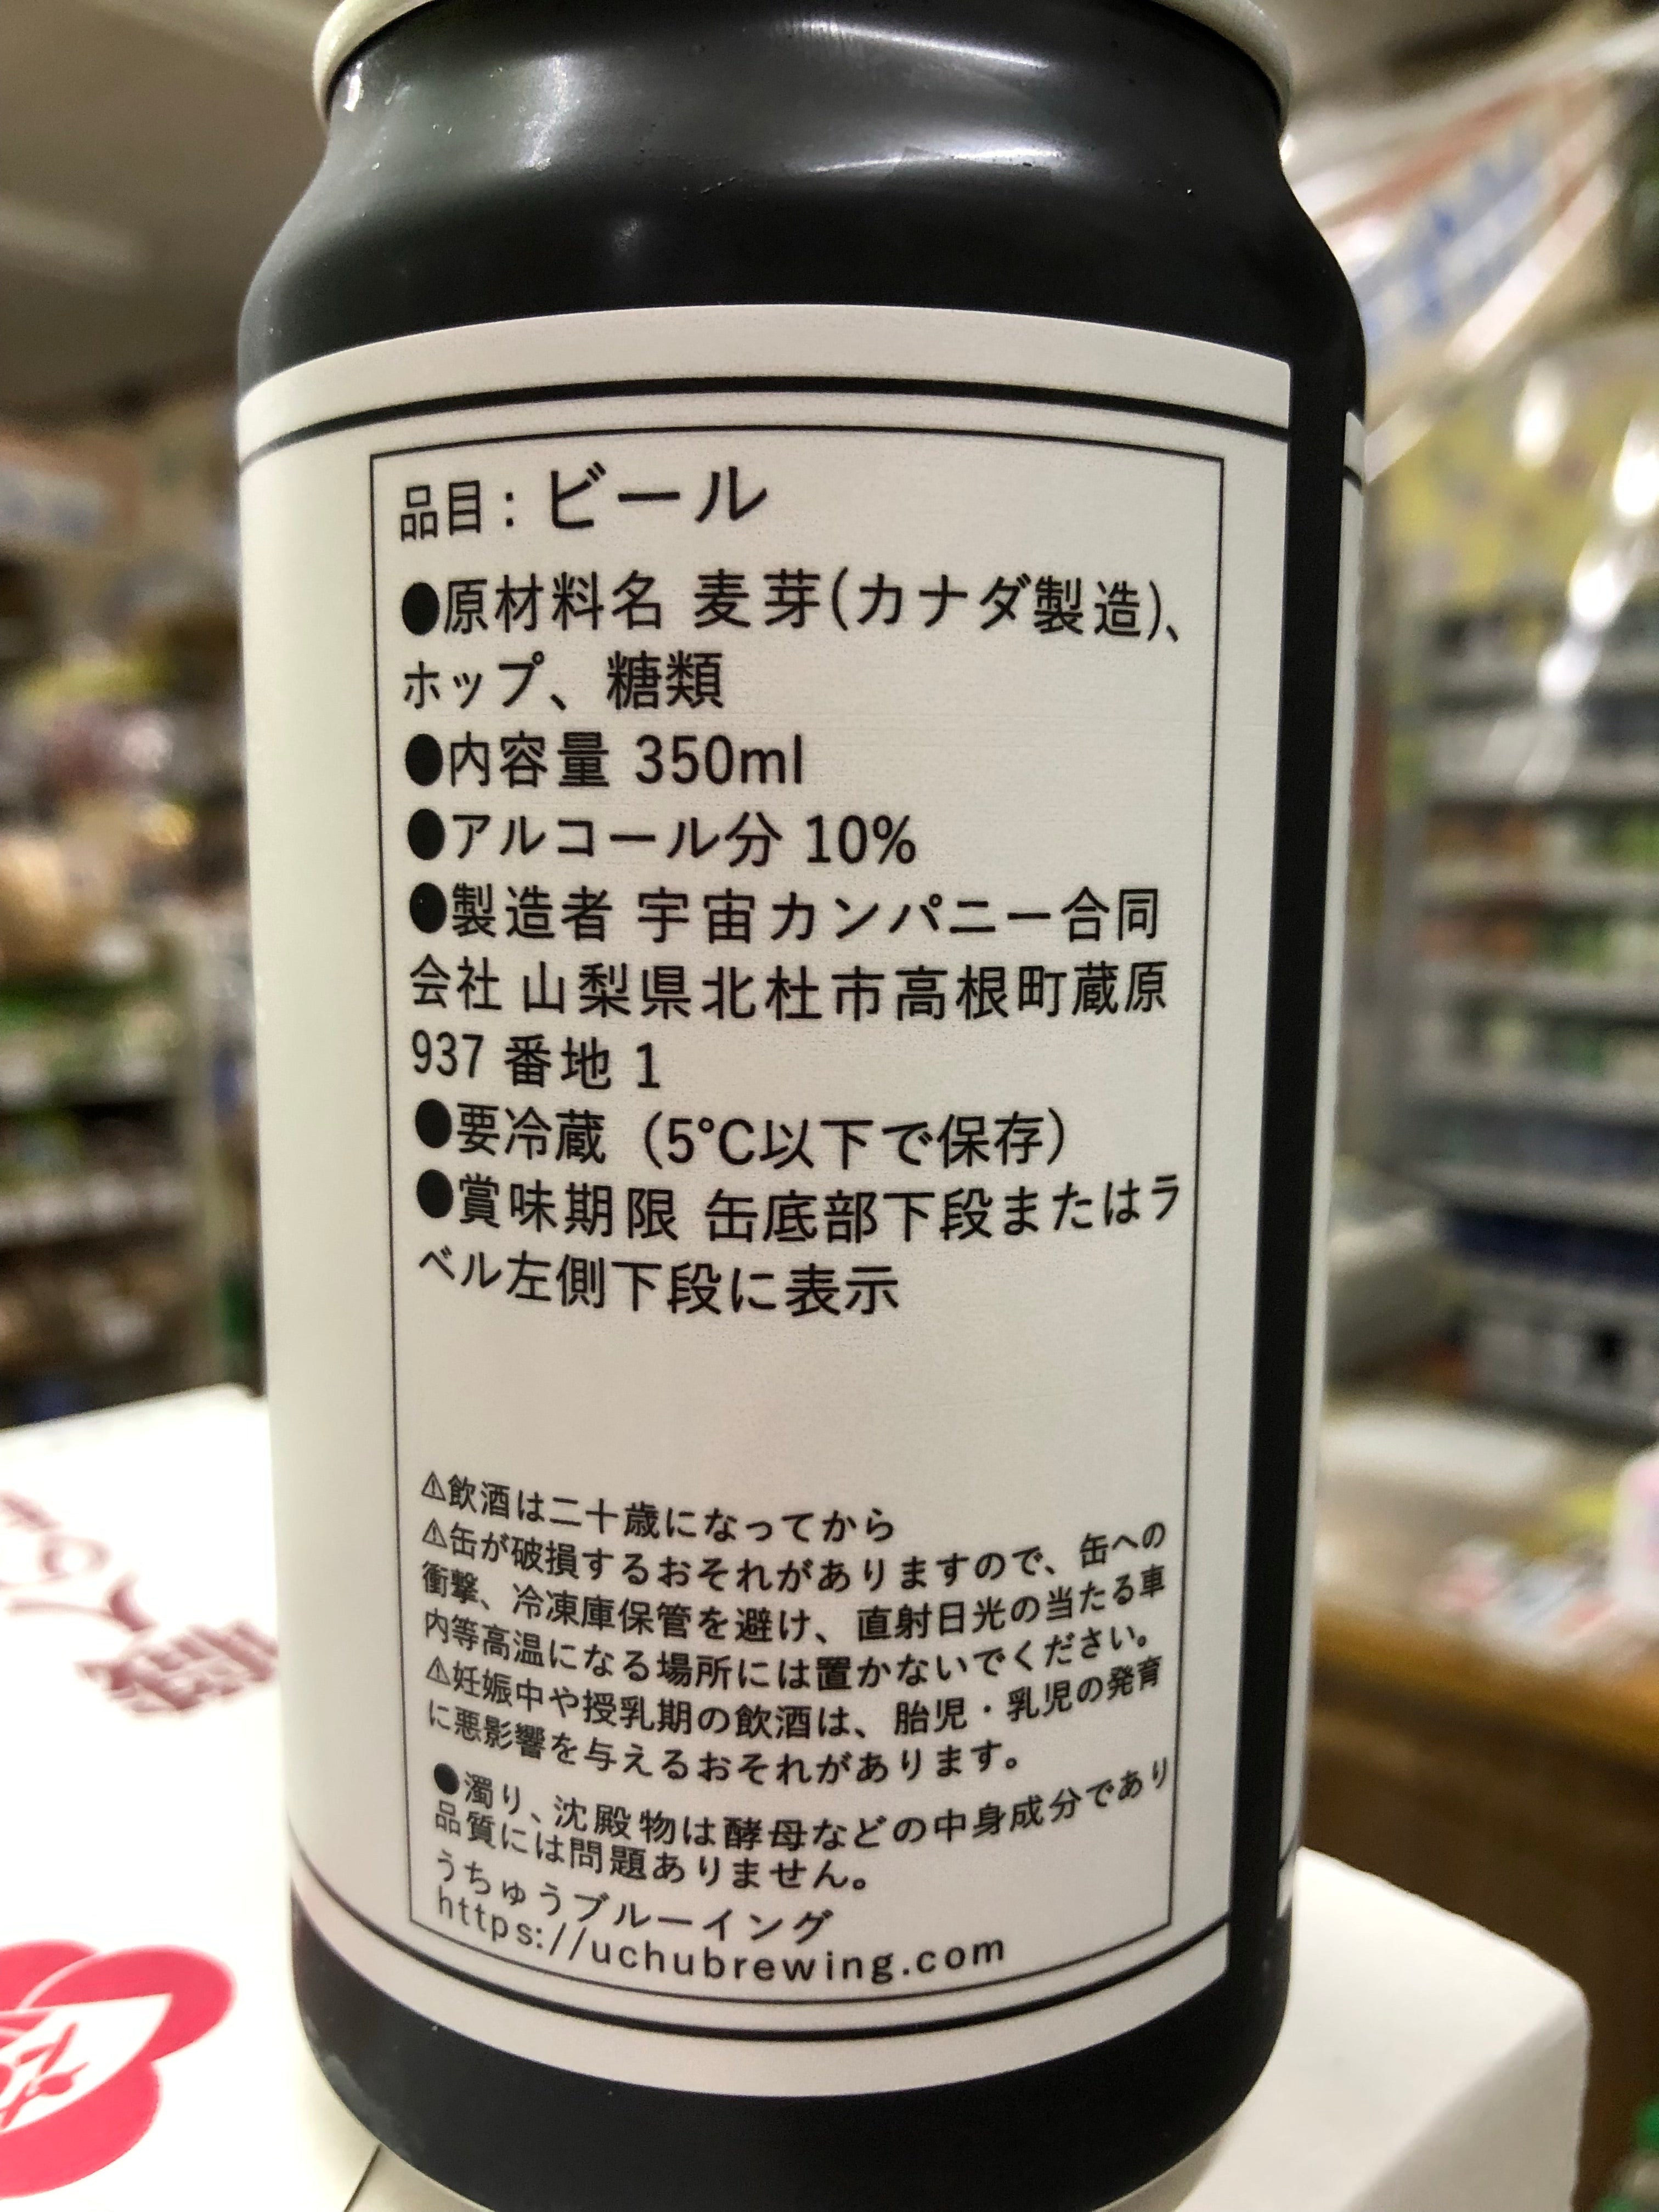 品目：ビール
●原材料名 麦芽(カナダ製造)、
ホップ、糖類
●内容量 350ml
●アルコール分 10%
●製造者 宇宙カンパニー合同
会社 山梨県北杜市高根町蔵原
937 番地 1
●要冷蔵（5℃以下で保存）
●賞味期限 缶底部下段またはラ
ベル左側下段に表示
⚠飲酒は二十歳になってから
⚠缶が破損するおそれがありますので、缶への
衝撃、冷凍庫保管を避け、直射日光の当たる車
内等高温になる場所には置かないでください。
⚠妊娠中や授乳期の飲酒は、胎児・乳児の発育
に悪影響を与えるおそれがあります。
●濁り、沈殿物は酵母などの中身成分であり
品質には問題ありません。
うちゅうブルーイング
https://uchubrewing.com